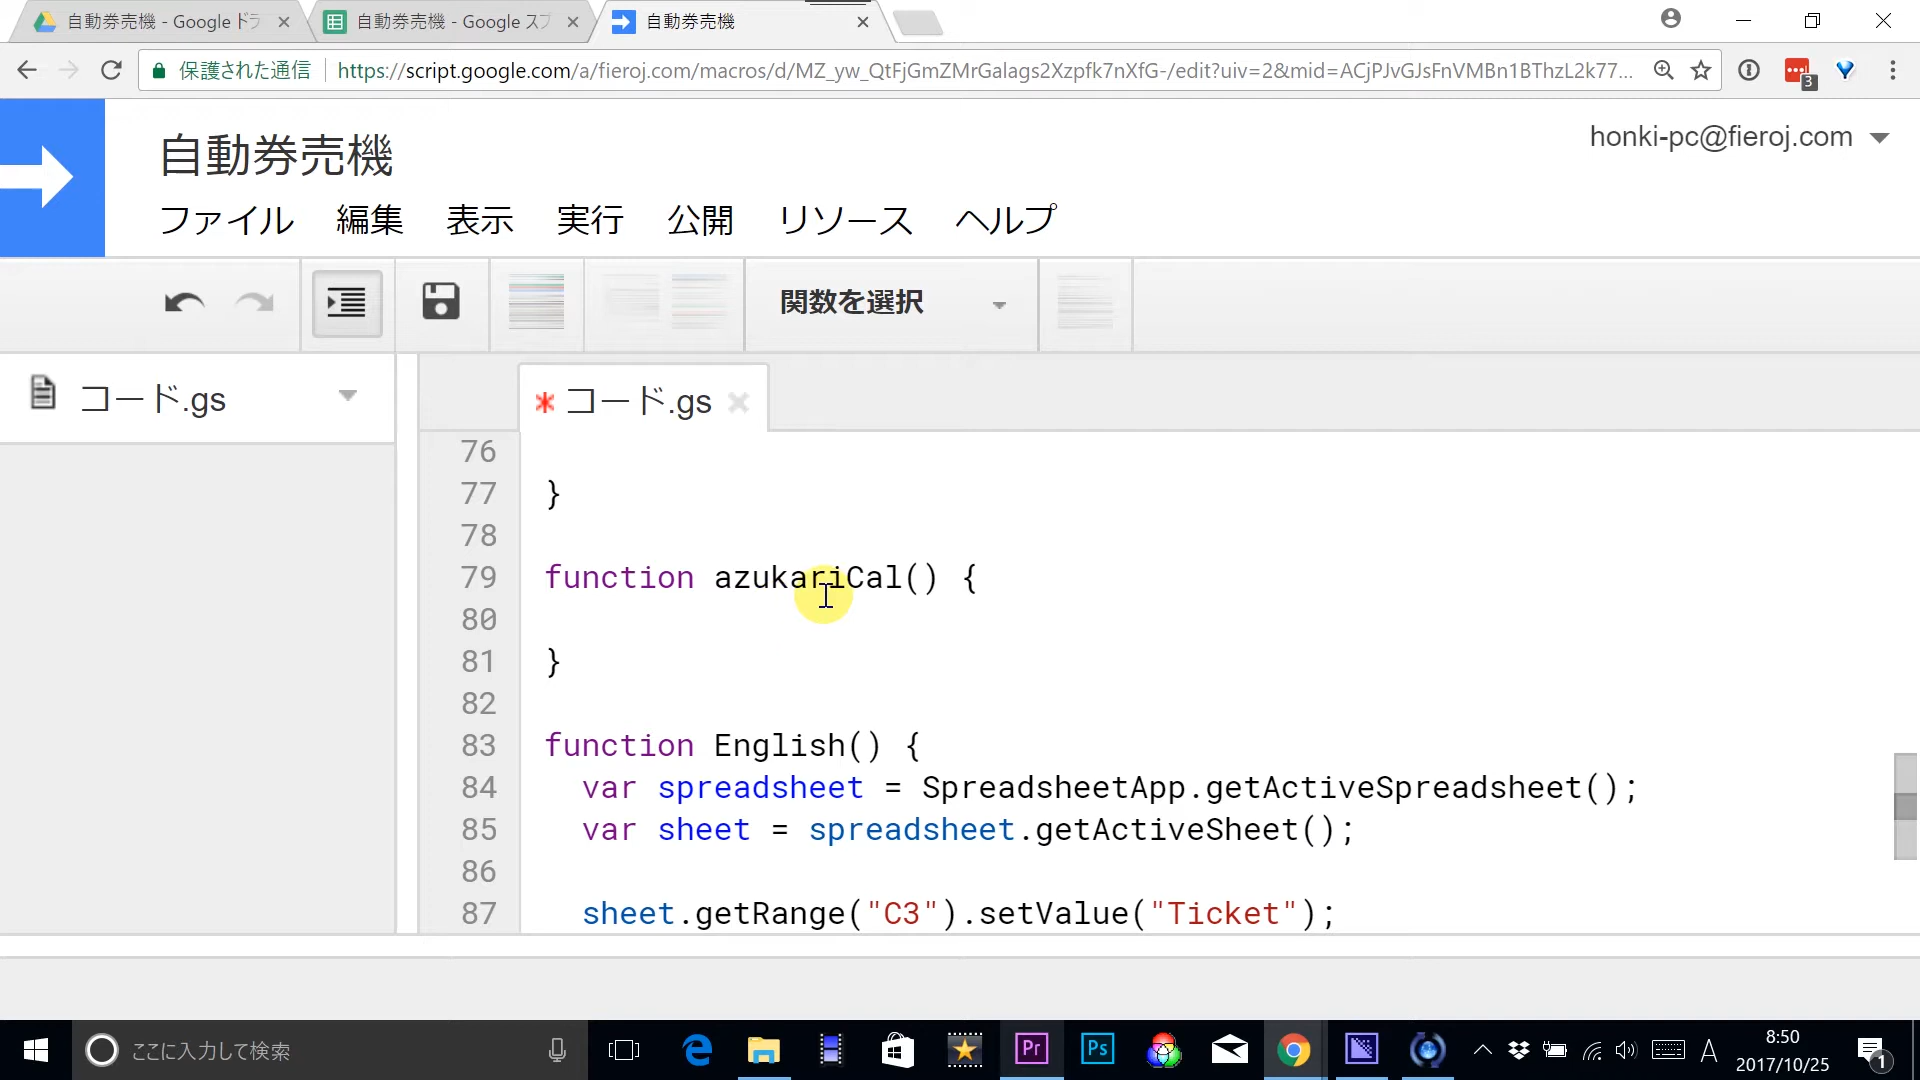 自動券売機 - Google ドラ
自動券売機 - Google スプ
自動券売機
保護された通信
https://script.google.com/a/fieroj.com/macros/d/MZ_yw_QtFjGmZMrGalags2Xzpfk7nXfG-/edit?uiv=2&mid=ACjPJvGJsFnVMBn1BThzL2k77...
3
自動券売機
honki-pc@fieroj.com
ファイル 編集 表示 実行 公開 リソース ヘルプ
関数を選択
コード.gs
* コード.gs
76
77 }
78
79 function azukariCal() {
80
81 }
82
83 function English() {
84 var spreadsheet = SpreadsheetApp.getActiveSpreadsheet();
85 var sheet = spreadsheet.getActiveSheet();
86
87 sheet.getRange("C3").setValue("Ticket");
ここに入力して検索
Pr
Ps
A
8:50
2017/10/25
1